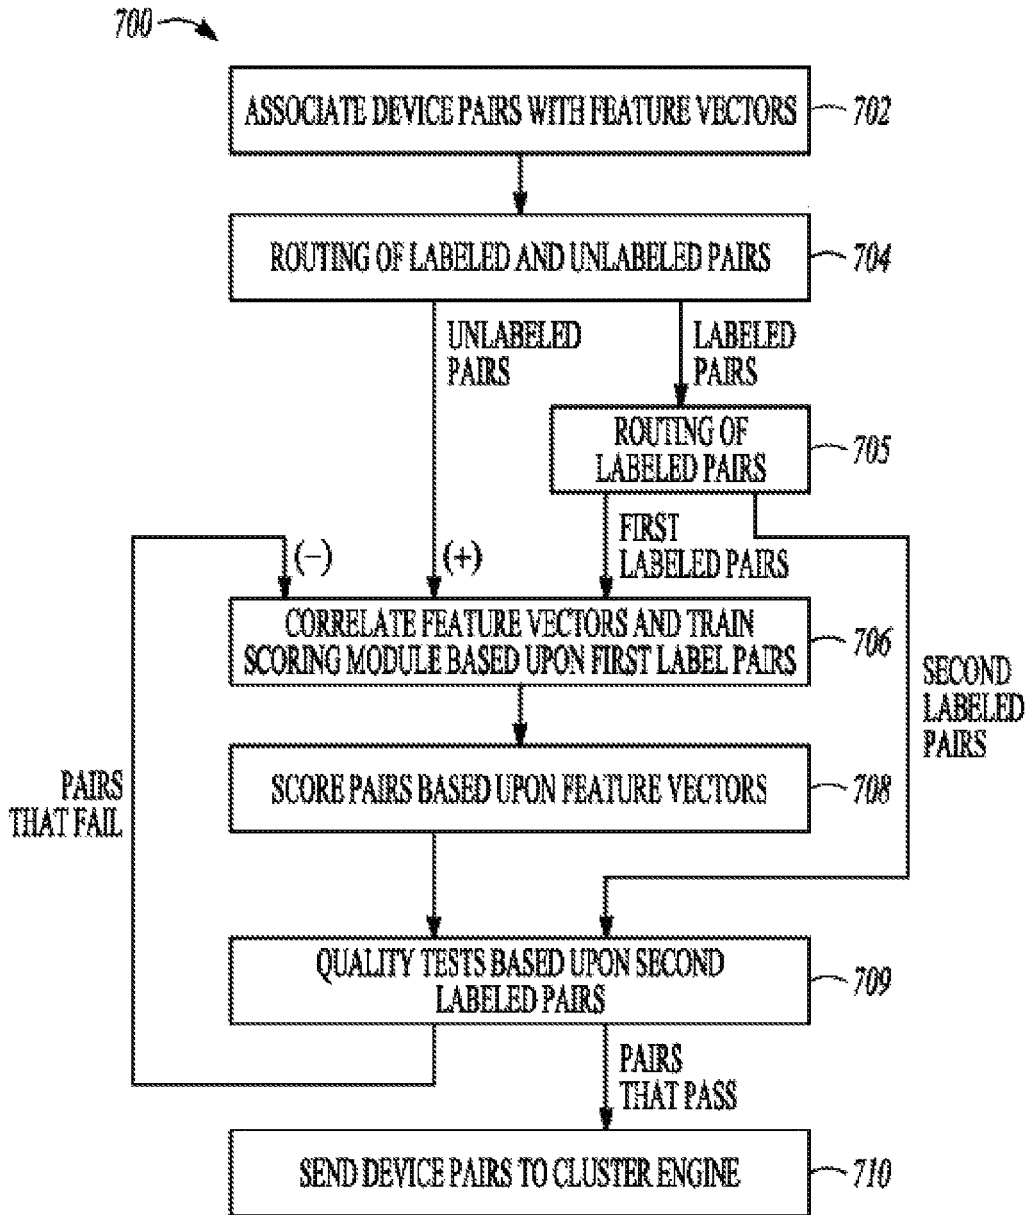 700
ASSOCIATE DEVICE PAIRS WITH FEATURE VECTORS
702
ROUTING OF LABELED AND UNLABELED PAIRS
704
UNLABELED
PAIRS
LABELED
PAIRS
ROUTING OF
LABELED PAIRS
705
(-)
(+)
FIRST
LABELED PAIRS
CORRELATE FEATURE VECTORS AND TRAIN
SCORING MODULE BASED UPON FIRST LABEL PAIRS
706
SECOND
LABELED
PAIRS
SCORE PAIRS BASED UPON FEATURE VECTORS
708
PAIRS
THAT FAIL
QUALITY TESTS BASED UPON SECOND
LABELED PAIRS
709
PAIRS
THAT PASS
SEND DEVICE PAIRS TO CLUSTER ENGINE
710